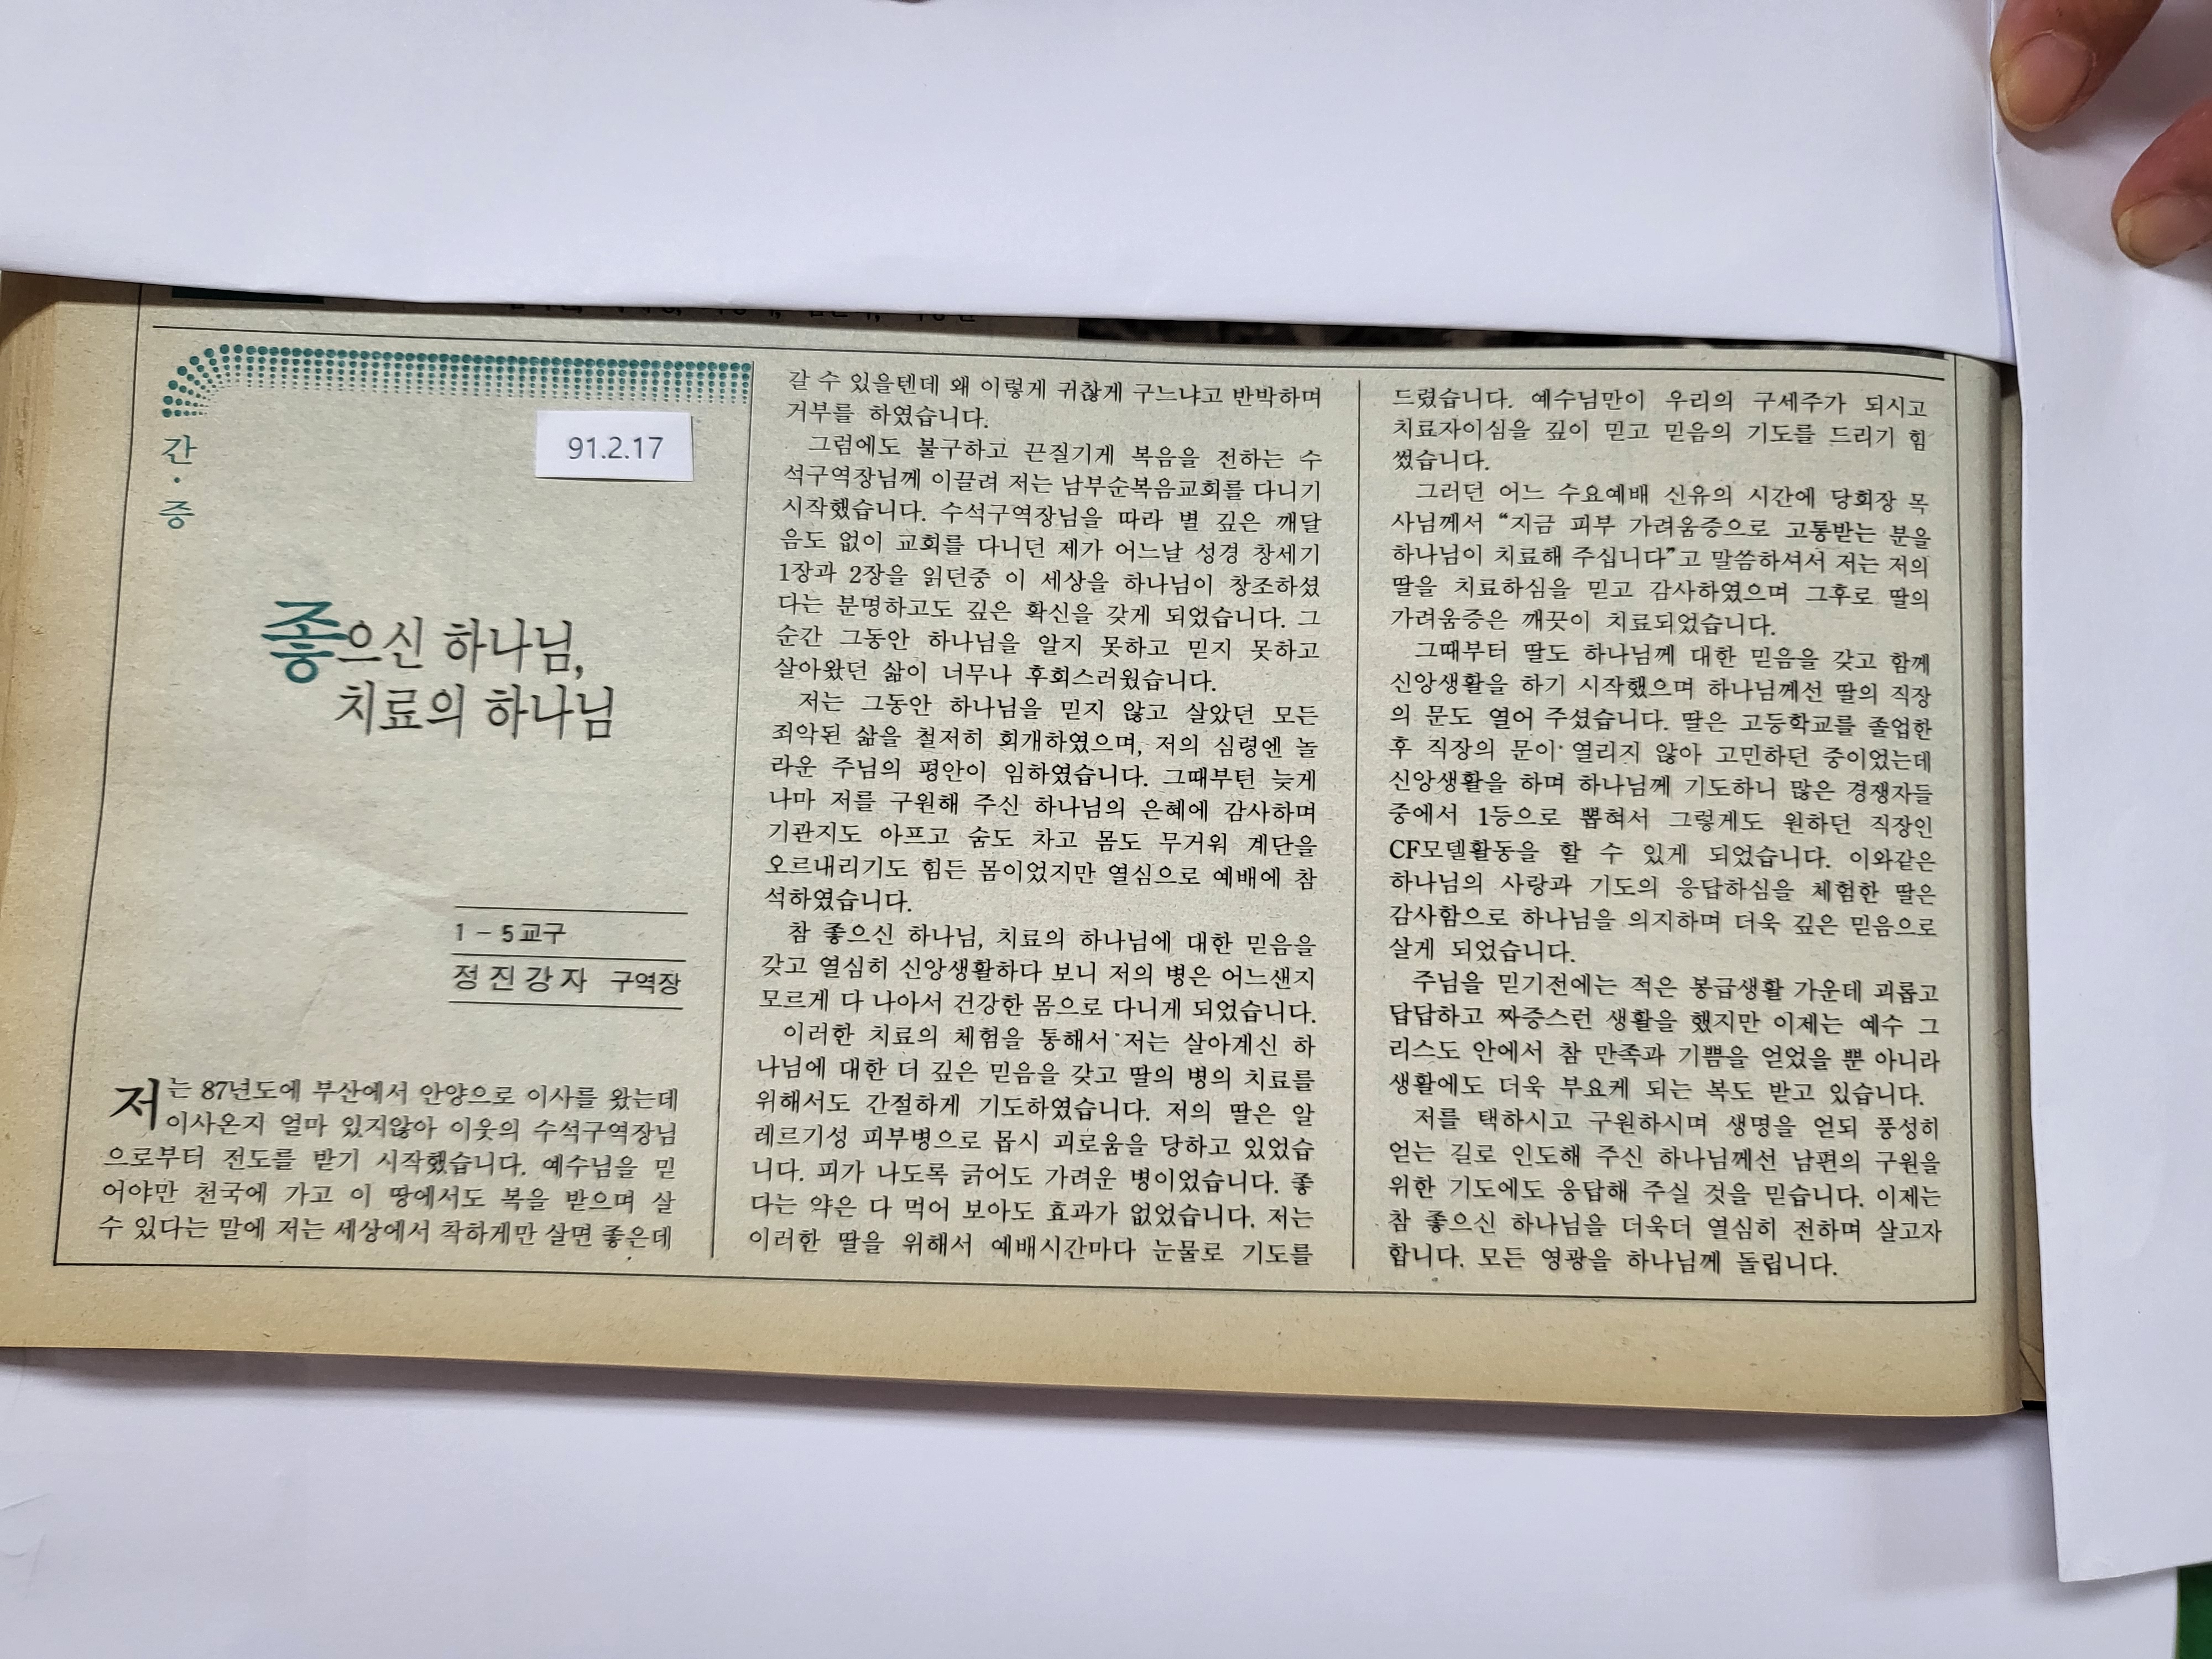 간·증
91.2.17
좋으신 하나님,
치료의 하나님
1-5교구
정진강자 구역장
저는 87년도에 부산에서 안양으로 이사를 왔는데
이사온지 얼마 있지않아 이웃의 수석구역장님
으로부터 전도를 받기 시작했습니다. 예수님을 믿
어야만 천국에 가고 이 땅에서도 복을 받으며 살
수 있다는 말에 저는 세상에서 착하게만 살면 좋은데
갈 수 있을텐데 왜 이렇게 귀찮게 구느냐고 반박하며
거부를 하였습니다.
그럼에도 불구하고 끈질기게 복음을 전하는 수
석구역장님께 이끌려 저는 남부순복음교회를 다니기
시작했습니다. 수석구역장님을 따라 별 깊은 깨달
음도 없이 교회를 다니던 제가 어느날 성경 창세기
1장과 2장을 읽던중 이 세상을 하나님이 창조하셨
다는 분명하고도 깊은 확신을 갖게 되었습니다. 그
순간 그동안 하나님을 알지 못하고 믿지 못하고
살아왔던 삶이 너무나 후회스러웠습니다.
저는 그동안 하나님을 믿지 않고 살았던 모든
죄악된 삶을 철저히 회개하였으며, 저의 심령엔 놀
라운 주님의 평안이 임하였습니다. 그때부턴 늦게
나마 저를 구원해 주신 하나님의 은혜에 감사하며
기관지도 아프고 숨도 차고 몸도 무거워 계단을
오르내리기도 힘든 몸이었지만 열심으로 예배에 참
석하였습니다.
참 좋으신 하나님, 치료의 하나님에 대한 믿음을
갖고 열심히 신앙생활하다 보니 저의 병은 어느샌지
모르게 다 나아서 건강한 몸으로 다니게 되었습니다.
이러한 치료의 체험을 통해서 저는 살아계신 하
나님에 대한 더 깊은 믿음을 갖고 딸의 병의 치료를
위해서도 간절하게 기도하였습니다. 저의 딸은 알
레르기성 피부병으로 몹시 괴로움을 당하고 있었습
니다. 피가 나도록 긁어도 가려운 병이었습니다. 좋
다는 약은 다 먹어 보아도 효과가 없었습니다. 저는
이러한 딸을 위해서 예배시간마다 눈물로 기도를
드렸습니다. 예수님만이 우리의 구세주가 되시고
치료자이심을 깊이 믿고 믿음의 기도를 드리기 힘
썼습니다.
그러던 어느 수요예배 신유의 시간에 당회장 목
사님께서 “지금 피부 가려움증으로 고통받는 분을
하나님이 치료해 주십니다”고 말씀하셔서 저는 저의
딸을 치료하심을 믿고 감사하였으며 그후로 딸의
가려움증은 깨끗이 치료되었습니다.
그때부터 딸도 하나님께 대한 믿음을 갖고 함께
신앙생활을 하기 시작했으며 하나님께선 딸의 직장
의 문도 열어 주셨습니다. 딸은 고등학교를 졸업한
후 직장의 문이 열리지 않아 고민하던 중이었는데
신앙생활을 하며 하나님께 기도하니 많은 경쟁자들
중에서 1등으로 뽑혀서 그렇게도 원하던 직장인
CF모델활동을 할 수 있게 되었습니다. 이와같은
하나님의 사랑과 기도의 응답하심을 체험한 딸은
감사함으로 하나님을 의지하며 더욱 깊은 믿음으로
살게 되었습니다.
주님을 믿기전에는 적은 봉급생활 가운데 괴롭고
답답하고 짜증스런 생활을 했지만 이제는 예수 그
리스도 안에서 참 만족과 기쁨을 얻었을 뿐 아니라
생활에도 더욱 부요케 되는 복도 받고 있습니다.
저를 택하시고 구원하시며 생명을 얻되 풍성히
얻는 길로 인도해 주신 하나님께선 남편의 구원을
위한 기도에도 응답해 주실 것을 믿습니다. 이제는
참 좋으신 하나님을 더욱더 열심히 전하며 살고자
합니다. 모든 영광을 하나님께 돌립니다.